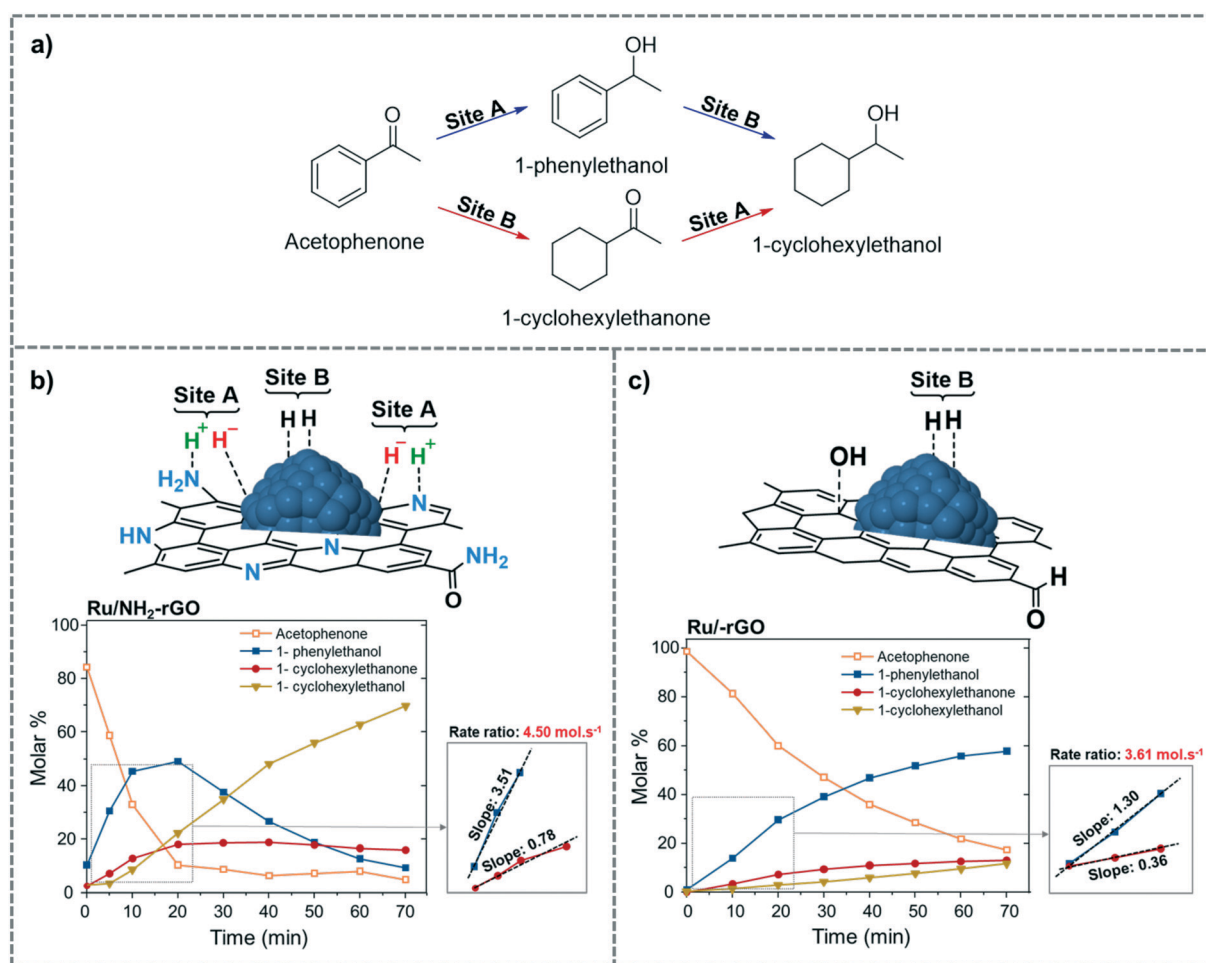 a)
OH
Site A
Site B
O
1-phenylethanol
OH
Acetophenone
Site B
O
Site A
1-cyclohexylethanol
1-cyclohexylethanone
b)
Site B
Site A
H H
Site A
H+ H−
H− H+
H2N
N
HN
N
NH2
N
O
Ru/NH2-rGO
100
80
60
40
20
0
Molar %
Acetophenone
1- phenylethanol
1- cyclohexylethanone
1- cyclohexylethanol
0 10 20 30 40 50 60 70
Time (min)
Rate ratio: 4.50 mol.s-1
Slope: 3.51
Slope: 0.78
c)
Site B
H H
OH
H
O
Ru/-rGO
100
80
60
40
20
0
Molar %
Acetophenone
1-phenylethanol
1-cyclohexylethanone
1-cyclohexylethanol
0 10 20 30 40 50 60 70
Time (min)
Rate ratio: 3.61 mol.s-1
Slope: 1.30
Slope: 0.36